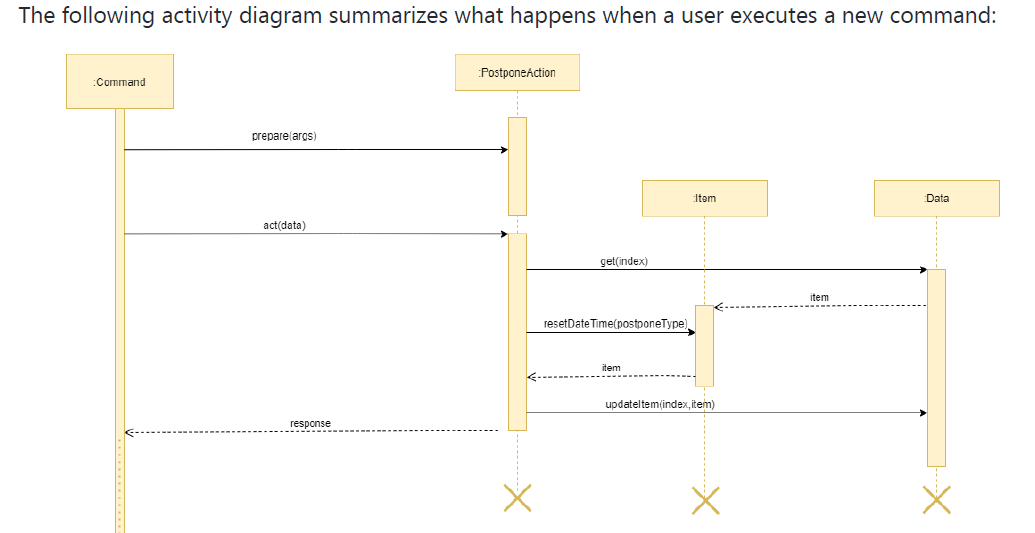 The following activity diagram summarizes what happens when a user executes a new command:
:Command
:PostponeAction
prepare(args)
:Item
:Data
act(data)
get(index)
item
resetDateTime(postponeType)
item
updateItem(index,item)
response